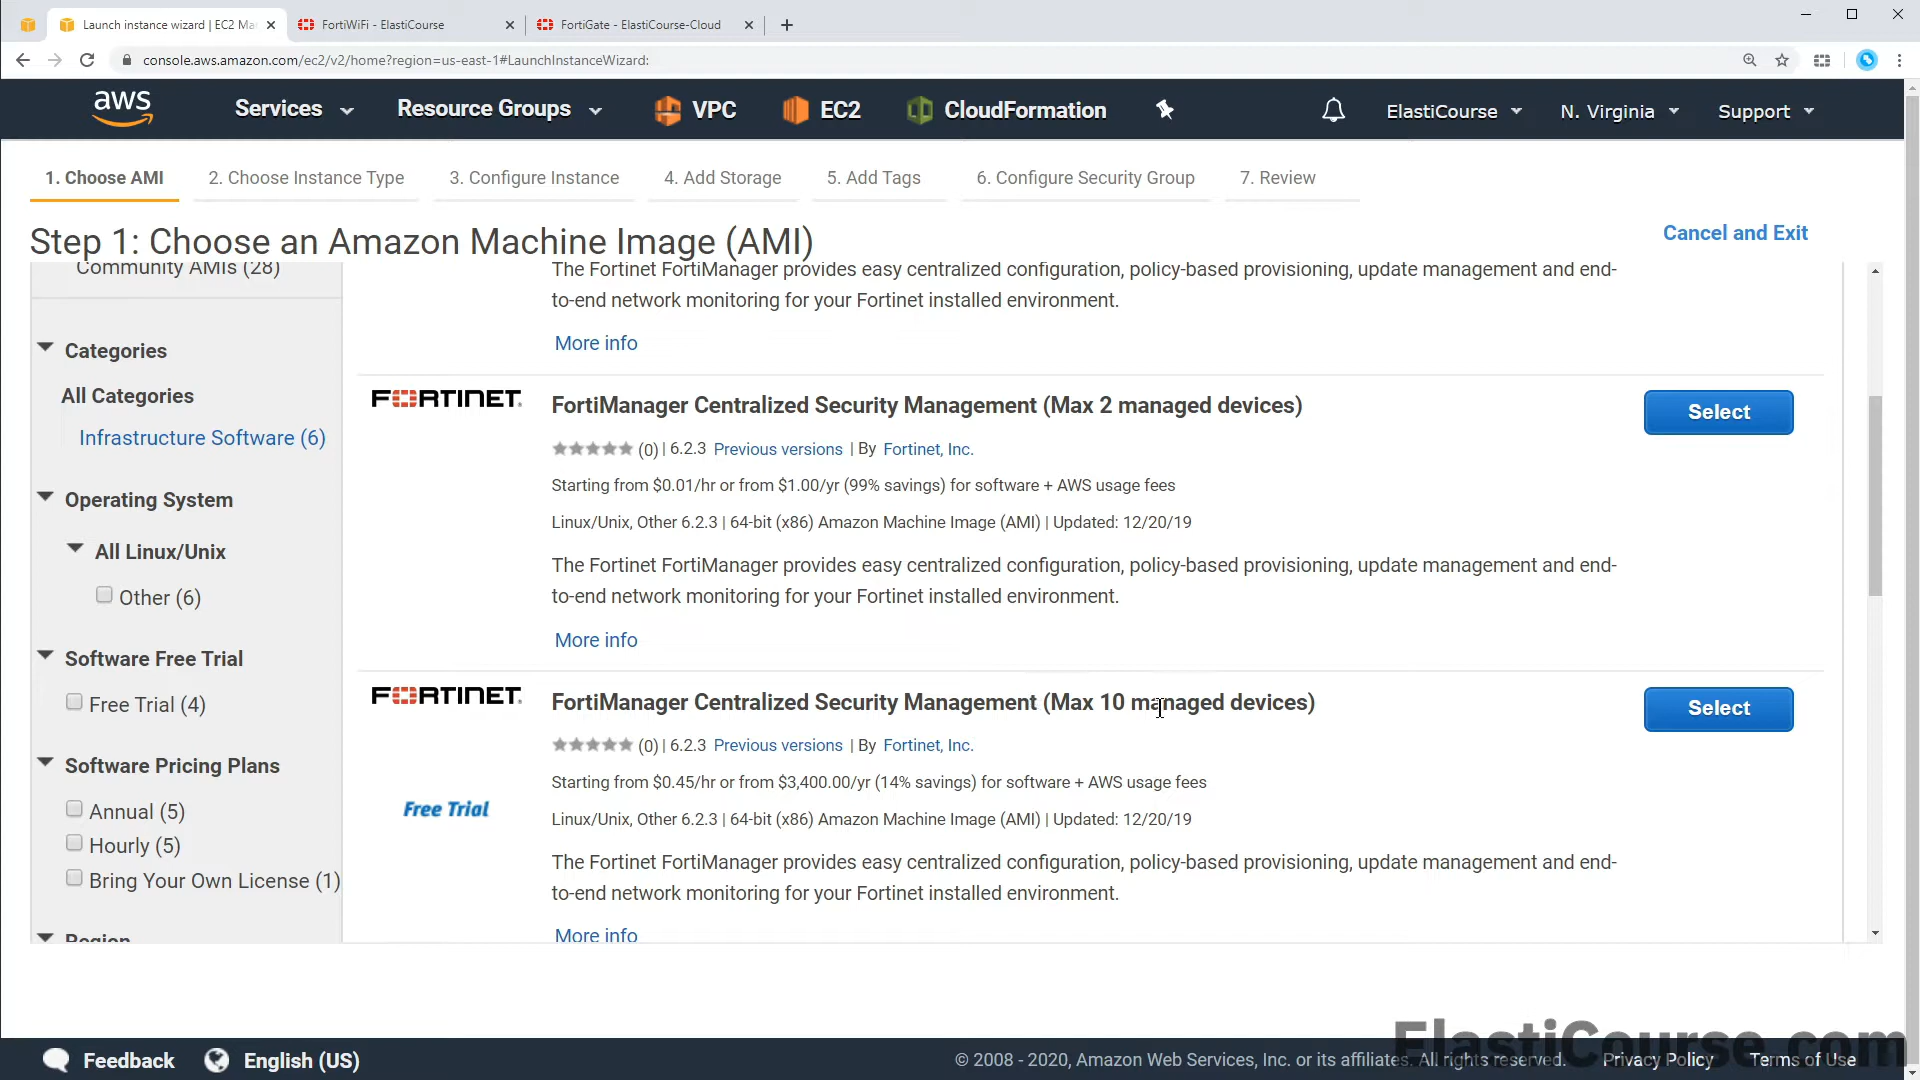 Launch instance wizard | EC2 Ma
FortiWiFi - ElastiCourse
FortiGate - ElastiCourse-Cloud
console.aws.amazon.com/ec2/v2/home?region=us-east-1#LaunchInstanceWizard:
aws
Services
Resource Groups
VPC
EC2
CloudFormation
ElastiCourse
N. Virginia
Support
1. Choose AMI
2. Choose Instance Type
3. Configure Instance
4. Add Storage
5. Add Tags
6. Configure Security Group
7. Review
Step 1: Choose an Amazon Machine Image (AMI)
Cancel and Exit
Community AMIs (28)
Categories
All Categories
Infrastructure Software (6)
Operating System
All Linux/Unix
Other (6)
Software Free Trial
Free Trial (4)
Software Pricing Plans
Annual (5)
Hourly (5)
Bring Your Own License (1)
Region
The Fortinet FortiManager provides easy centralized configuration, policy-based provisioning, update management and end-
to-end network monitoring for your Fortinet installed environment.
More info
FORTINET
FortiManager Centralized Security Management (Max 2 managed devices)
Select
(0) | 6.2.3 Previous versions | By Fortinet, Inc.
Starting from $0.01/hr or from $1.00/yr (99% savings) for software + AWS usage fees
Linux/Unix, Other 6.2.3 | 64-bit (x86) Amazon Machine Image (AMI) | Updated: 12/20/19
The Fortinet FortiManager provides easy centralized configuration, policy-based provisioning, update management and end-
to-end network monitoring for your Fortinet installed environment.
More info
FORTINET
FortiManager Centralized Security Management (Max 10 managed devices)
Select
(0) | 6.2.3 Previous versions | By Fortinet, Inc.
Starting from $0.45/hr or from $3,400.00/yr (14% savings) for software + AWS usage fees
Free Trial
Linux/Unix, Other 6.2.3 | 64-bit (x86) Amazon Machine Image (AMI) | Updated: 12/20/19
The Fortinet FortiManager provides easy centralized configuration, policy-based provisioning, update management and end-
to-end network monitoring for your Fortinet installed environment.
More info
ElastiCourse.com
Feedback
English (US)
© 2008 - 2020, Amazon Web Services, Inc. or its affiliates. All rights reserved.
Privacy Policy
Terms of Use